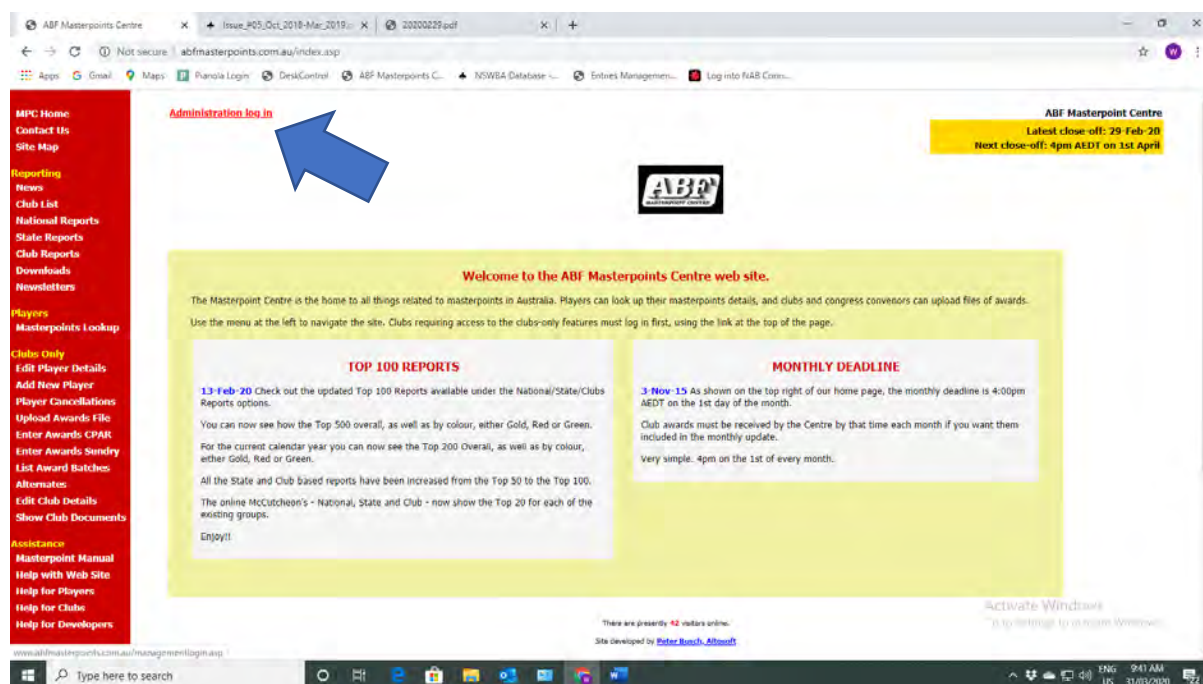 ABF Masterpoints Centre
Issue_#05_Oct_2018-Mar_2019
20200229.pdf
Not secure
abfmasterpoints.com.au/index.asp
W
Apps
Gmail
Maps
Pianola Login
DeskControl
ABF Masterpoints C...
NSWBA Database -...
Entries Managemen...
Log into NAB Conn...
MPC Home
Contact Us
Site Map
Reporting
News
Club List
National Reports
State Reports
Club Reports
Downloads
Newsletters
Players
Masterpoints Lookup
Clubs Only
Edit Player Details
Add New Player
Player Cancellations
Upload Awards File
Enter Awards CPAR
Enter Awards Sundry
List Award Batches
Alternates
Edit Club Details
Show Club Documents
Assistance
Masterpoint Manual
Help with Web Site
Help for Players
Help for Clubs
Help for Developers
Administration log in
ABF Masterpoint Centre
Latest close-off: 29-Feb-20
Next close-off: 4pm AEDT on 1st April
ABF
MASTERPOINT CENTRE
Welcome to the ABF Masterpoints Centre web site.
The Masterpoint Centre is the home to all things related to masterpoints in Australia. Players can look up their masterpoints details, and clubs and congress convenors can upload files of awards.
Use the menu at the left to navigate the site. Clubs requiring access to the clubs-only features must log in first, using the link at the top of the page.
TOP 100 REPORTS
13-Feb-20 Check out the updated Top 100 Reports available under the National/State/Clubs
Reports options.
You can now see how the Top 500 overall, as well as by colour, either Gold, Red or Green.
For the current calendar year you can now see the Top 200 Overall, as well as by colour,
either Gold, Red or Green.
All the State and Club based reports have been increased from the Top 50 to the Top 100.
The online McCutcheon's - National, State and Club - now show the Top 20 for each of the
existing groups.
Enjoy!!
MONTHLY DEADLINE
3-Nov-15 As shown on the top right of our home page, the monthly deadline is 4:00pm
AEDT on the 1st day of the month.
Club awards must be received by the Centre by that time each month if you want them
included in the monthly update.
Very simple. 4pm on the 1st of every month.
There are presently 42 visitors online.
Site developed by Peter Busch, Altosoft
Activate Windows
Go to Settings to activate Windows.
www.abfmasterpoints.com.au/managementlogin.asp
Type here to search
ENG
US
9:41 AM
31/03/2020
22